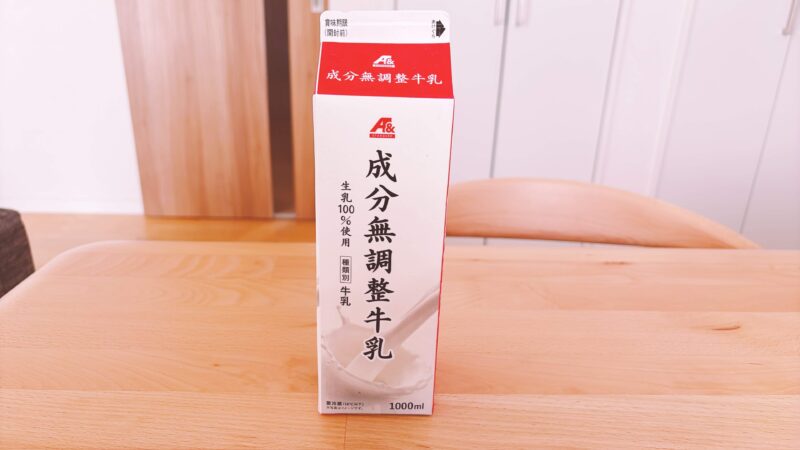 賞味期限
(開封前)
A&
成分無調整牛乳
A&
成分無調整牛乳
生乳100%使用
種類別 牛乳
1000ml